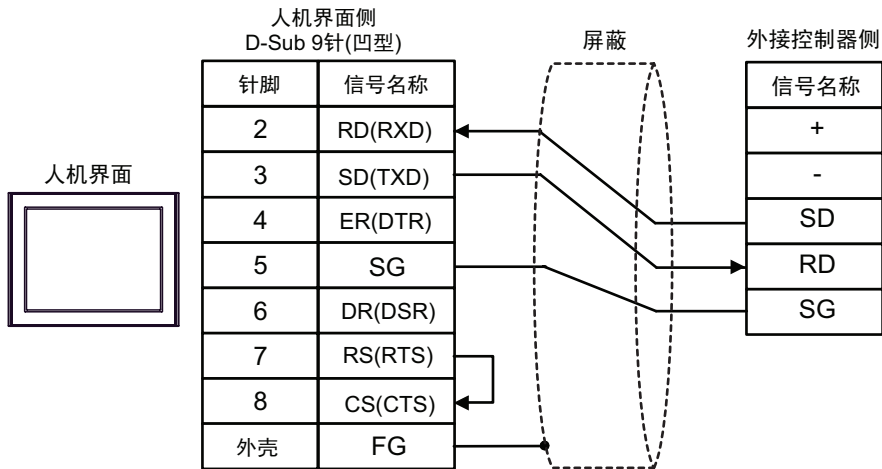 人机界面侧
D-Sub 9针(凹型)
屏蔽
外接控制器侧
人机界面
针脚 信号名称
2 RD(RXD)
3 SD(TXD)
4 ER(DTR)
5 SG
6 DR(DSR)
7 RS(RTS)
8 CS(CTS)
外壳 FG
信号名称
+
-
SD
RD
SG